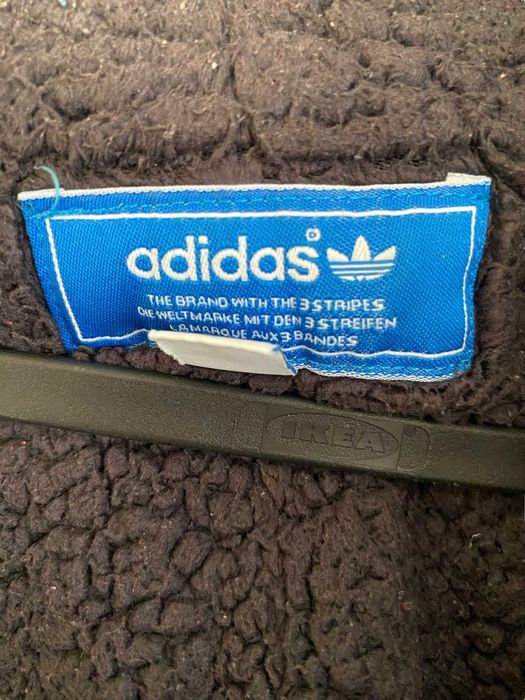 adidas
THE BRAND WITH THE 3 STRIPES
DIE WELTMARKE MIT DEN 3 STREIFEN
LA MARQUE AUX 3 BANDES
IKEA